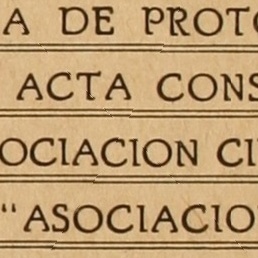 A DE PROTO
ACTA CONS
OCIACION CI
"ASOCIACIO